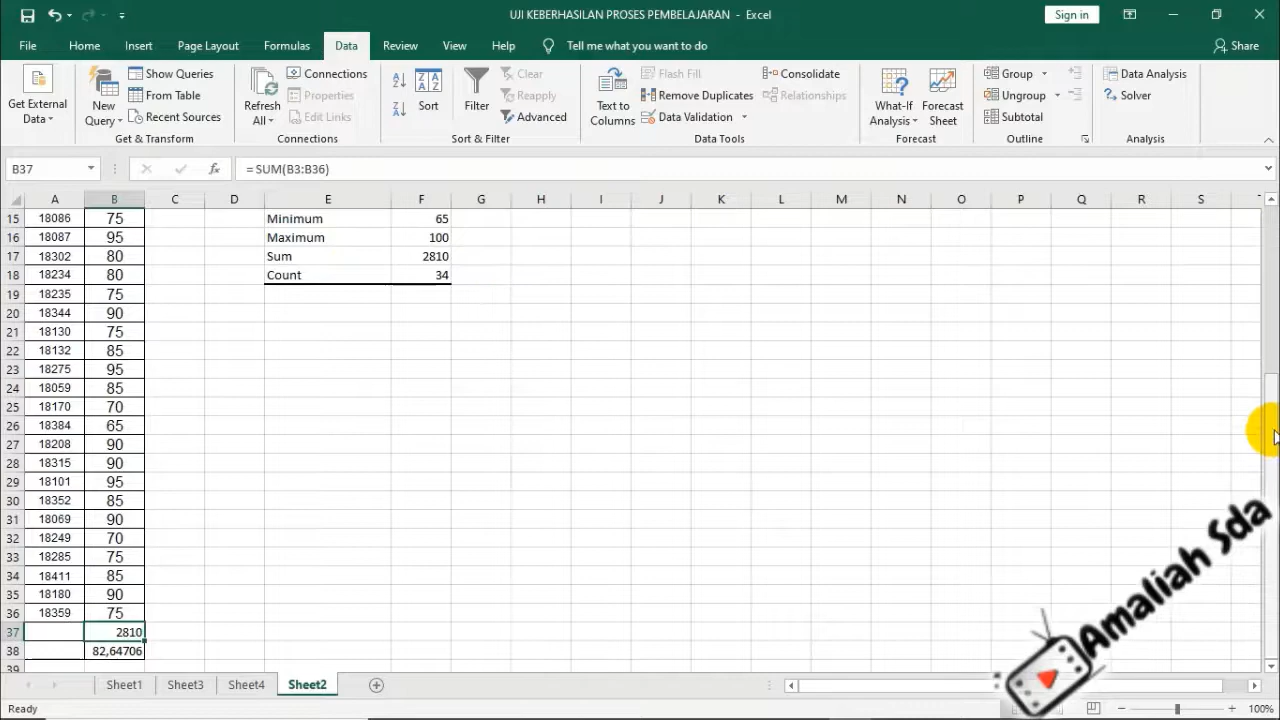 UJI KEBERHASILAN PROSES PEMBELAJARAN - Excel
Sign in
File Home Insert Page Layout Formulas Data Review View Help Tell me what you want to do Share
Get External Data
New Query
Show Queries
From Table
Recent Sources
Get & Transform
Refresh All
Connections
Properties
Edit Links
Connections
Sort
Filter
Clear
Reapply
Advanced
Sort & Filter
Text to Columns
Flash Fill
Remove Duplicates
Data Validation
Consolidate
Relationships
Data Tools
What-If Analysis
Forecast Sheet
Forecast
Group
Ungroup
Subtotal
Outline
Data Analysis
Solver
Analysis
B37 fx = SUM(B3:B36)
A B C D E F G H I J K L M N O P Q R S
15 18086 75 Minimum 65
16 18087 95 Maximum 100
17 18302 80 Sum 2810
18 18234 80 Count 34
19 18235 75
20 18344 90
21 18130 75
22 18132 85
23 18275 95
24 18059 85
25 18170 70
26 18384 65
27 18208 90
28 18315 90
29 18101 95
30 18352 85
31 18069 90
32 18249 70
33 18285 75
34 18411 85
35 18180 90
36 18359 75
37 2810
38 82,64706
39
Amaliah Sda
Sheet1 Sheet3 Sheet4 Sheet2
Ready 100%